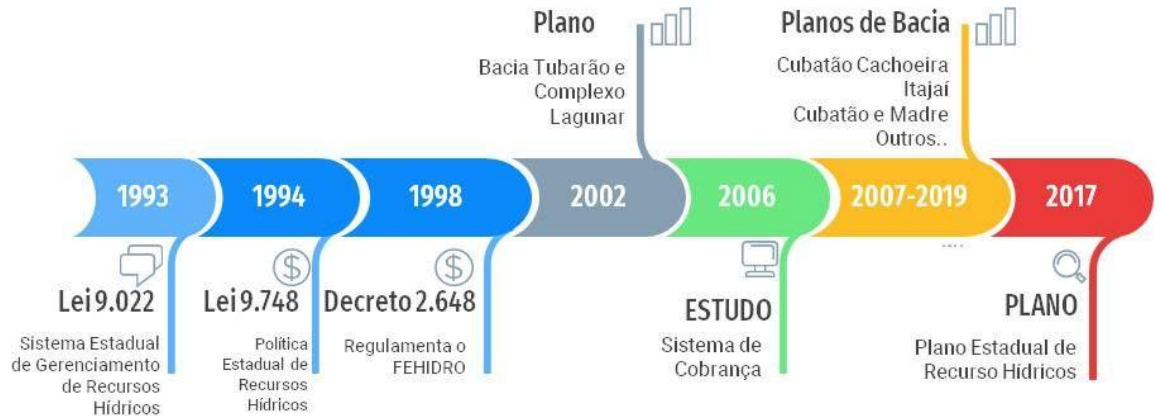 Plano
Bacia Tubarão e
Complexo
Lagunar
Planos de Bacia
Cubatão Cachoeira
Itajaí
Cubatão e Madre
Outros..
1993
1994
1998
2002
2006
2007-2019
2017
Lei 9.022
Sistema Estadual
de Gerenciamento
de Recursos
Hídricos
$
Lei 9.748
Política
Estadual de
Recursos
Hídricos
$
Decreto 2.648
Regulamenta o
FEHIDRO
ESTUDO
Sistema de
Cobrança
....
PLANO
Plano Estadual de
Recurso Hídricos